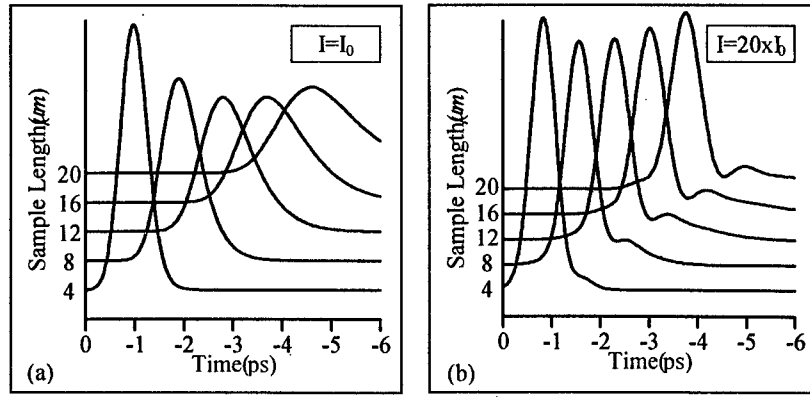 I=I₀
Sample Length(µm)
20
16
12
8
4
0 -1 -2 -3 -4 -5 -6
Time(ps)
(a)
I=20xI₀
Sample Length(µm)
20
16
12
8
4
0 -1 -2 -3 -4 -5 -6
Time(ps)
(b)